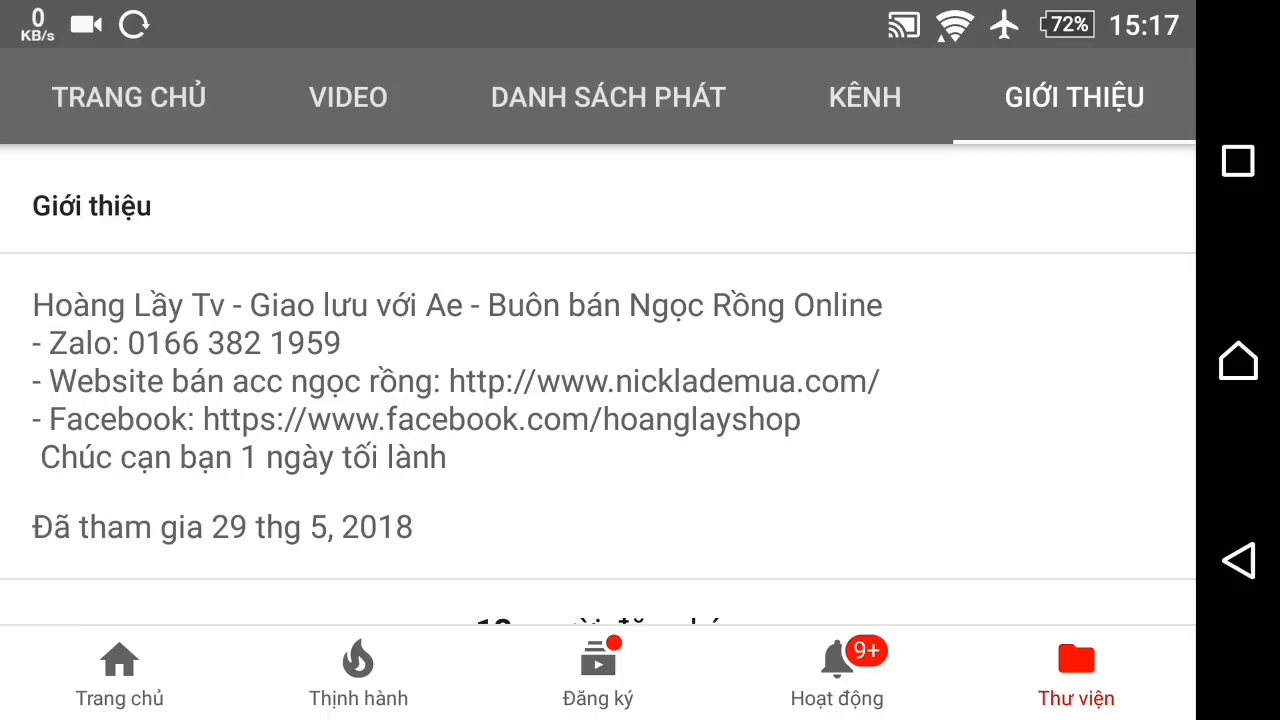 0
KB/s
72%
15:17
TRANG CHỦ
VIDEO
DANH SÁCH PHÁT
KÊNH
GIỚI THIỆU
Giới thiệu
Hoàng Lầy Tv - Giao lưu với Ae - Buôn bán Ngọc Rồng Online
- Zalo: 0166 382 1959
- Website bán acc ngọc rồng: http://www.nicklademua.com/
- Facebook: https://www.facebook.com/hoanglayshop
Chúc cạn bạn 1 ngày tối lành
Đã tham gia 29 thg 5, 2018
9+
Trang chủ
Thịnh hành
Đăng ký
Hoạt động
Thư viện